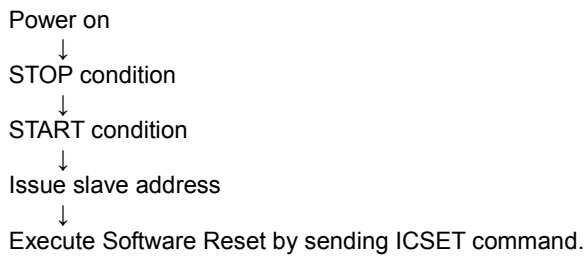 Power on
↓
STOP condition
↓
START condition
↓
Issue slave address
↓
Execute Software Reset by sending ICSET command.